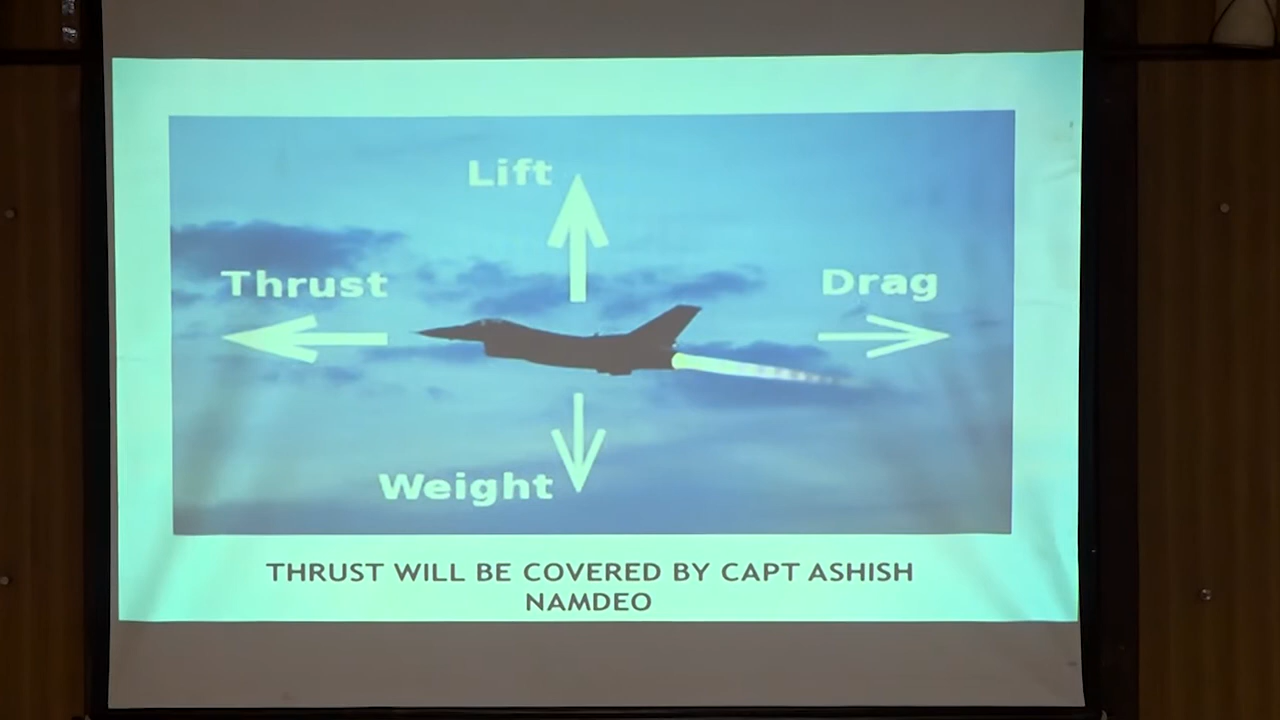 Lift
Thrust
Drag
Weight
THRUST WILL BE COVERED BY CAPT ASHISH
NAMDEO